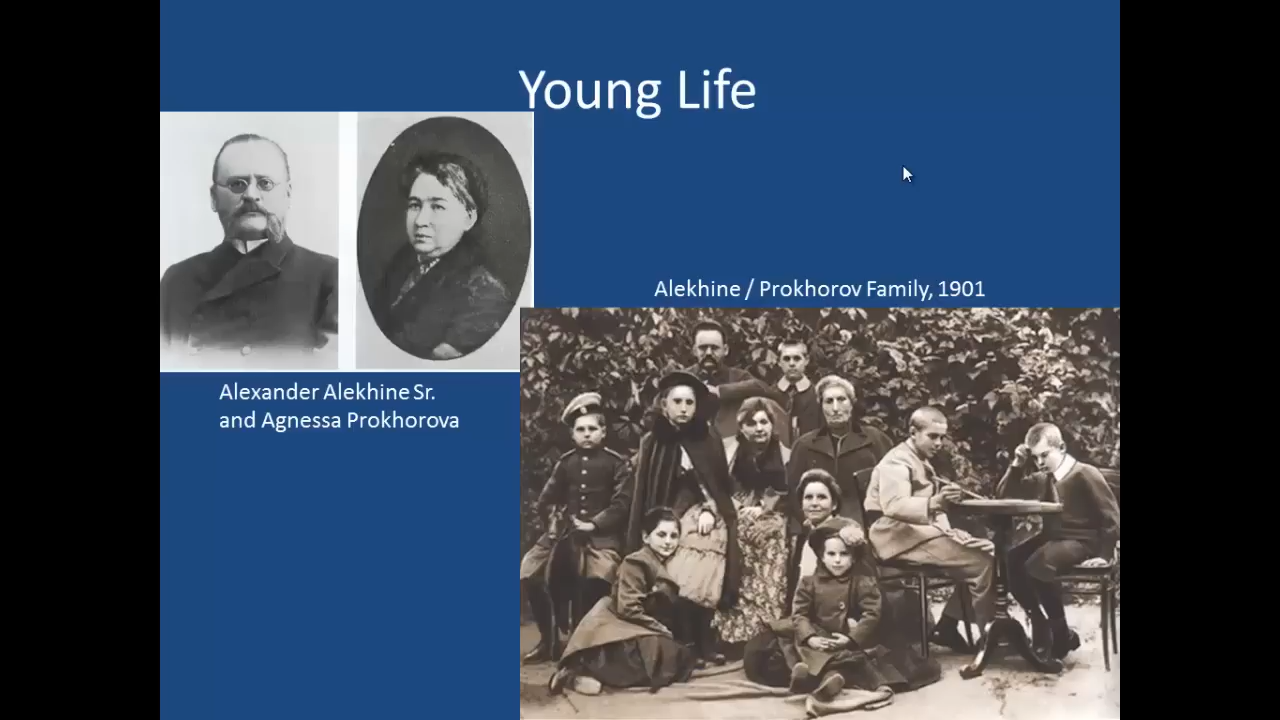 Young Life
Alekhine / Prokhorov Family, 1901
Alexander Alekhine Sr.
and Agnessa Prokhorova